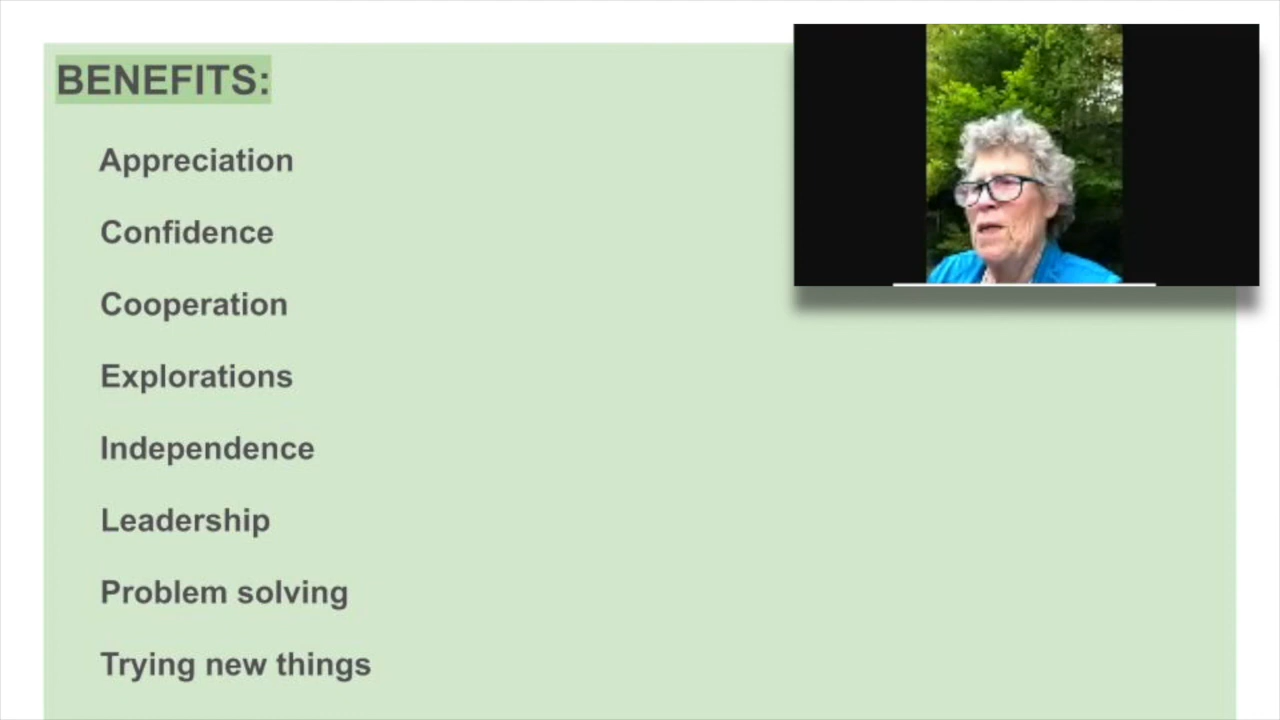 BENEFITS:
Appreciation
Confidence
Cooperation
Explorations
Independence
Leadership
Problem solving
Trying new things